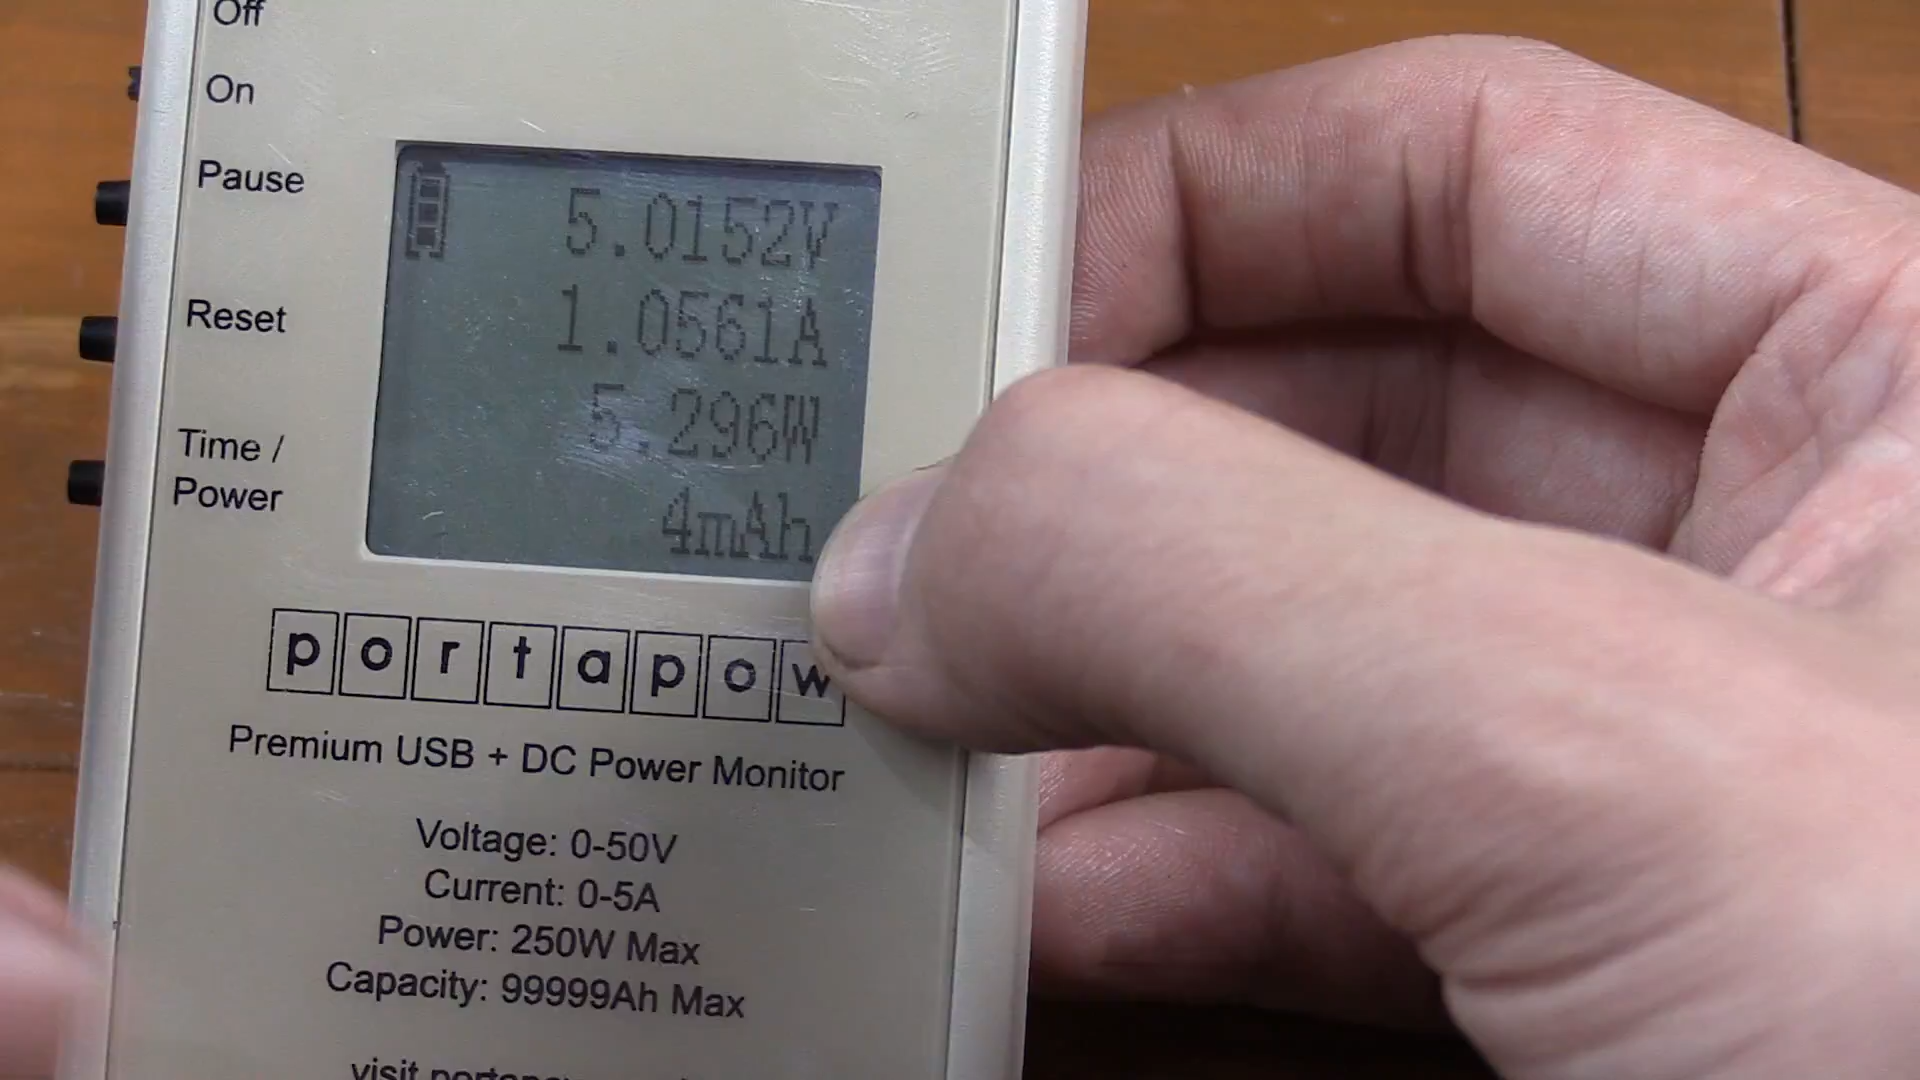 Off
On
Pause
Reset
Time /
Power
5.0152V
1.0561A
5.296W
4mAh
portapow
Premium USB + DC Power Monitor
Voltage: 0-50V
Current: 0-5A
Power: 250W Max
Capacity: 99999Ah Max
visit